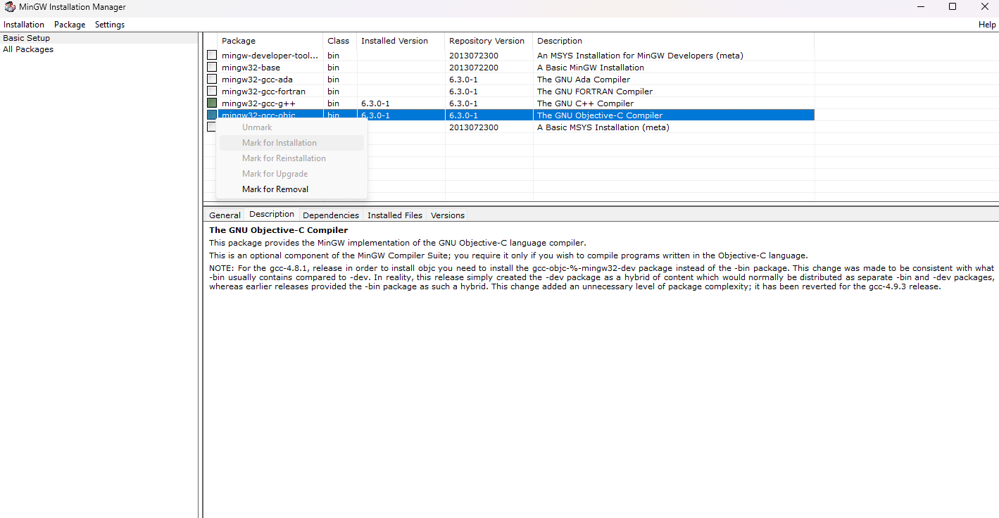 MinGW Installation Manager
Installation Package Settings Help
Basic Setup
All Packages
Package Class Installed Version Repository Version Description
mingw-developer-tool... bin 2013072300 An MSYS Installation for MinGW Developers (meta)
mingw32-base bin 2013072200 A Basic MinGW Installation
mingw32-gcc-ada bin 6.3.0-1 The GNU Ada Compiler
mingw32-gcc-fortran bin 6.3.0-1 The GNU FORTRAN Compiler
mingw32-gcc-g++ bin 6.3.0-1 6.3.0-1 The GNU C++ Compiler
mingw32-gcc-objc bin 6.3.0-1 6.3.0-1 The GNU Objective-C Compiler
2013072300 A Basic MSYS Installation (meta)
Unmark
Mark for Installation
Mark for Reinstallation
Mark for Upgrade
Mark for Removal
General Description Dependencies Installed Files Versions
The GNU Objective-C Compiler
This package provides the MinGW implementation of the GNU Objective-C language compiler.
This is an optional component of the MinGW Compiler Suite; you require it only if you wish to compile programs written in the Objective-C language.
NOTE: For the gcc-4.8.1, release in order to install objc you need to install the gcc-objc-%-mingw32-dev package instead of the -bin package. This change was made to be consistent with what
-bin usually contains compared to -dev. In reality, this release simply created the -dev package as a hybrid of content which would normally be distributed as separate -bin and -dev packages,
whereas earlier releases provided the -bin package as such a hybrid. This change added an unnecessary level of package complexity; it has been reverted for the gcc-4.9.3 release.